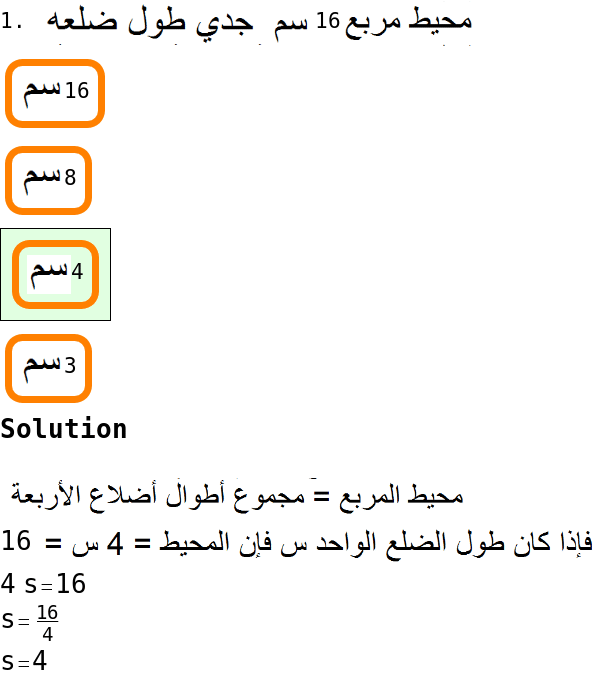 1. محيط مربع 16 سم جدي طول ضلعه
16 سم
8 سم
4 سم
3 سم
Solution
محيط المربع = مجموع أطوال أضلاع الأربعة
فإذا كان طول الضلع الواحد س فإن المحيط = 4 س = 16
4 s=16
s=16/4
s=4